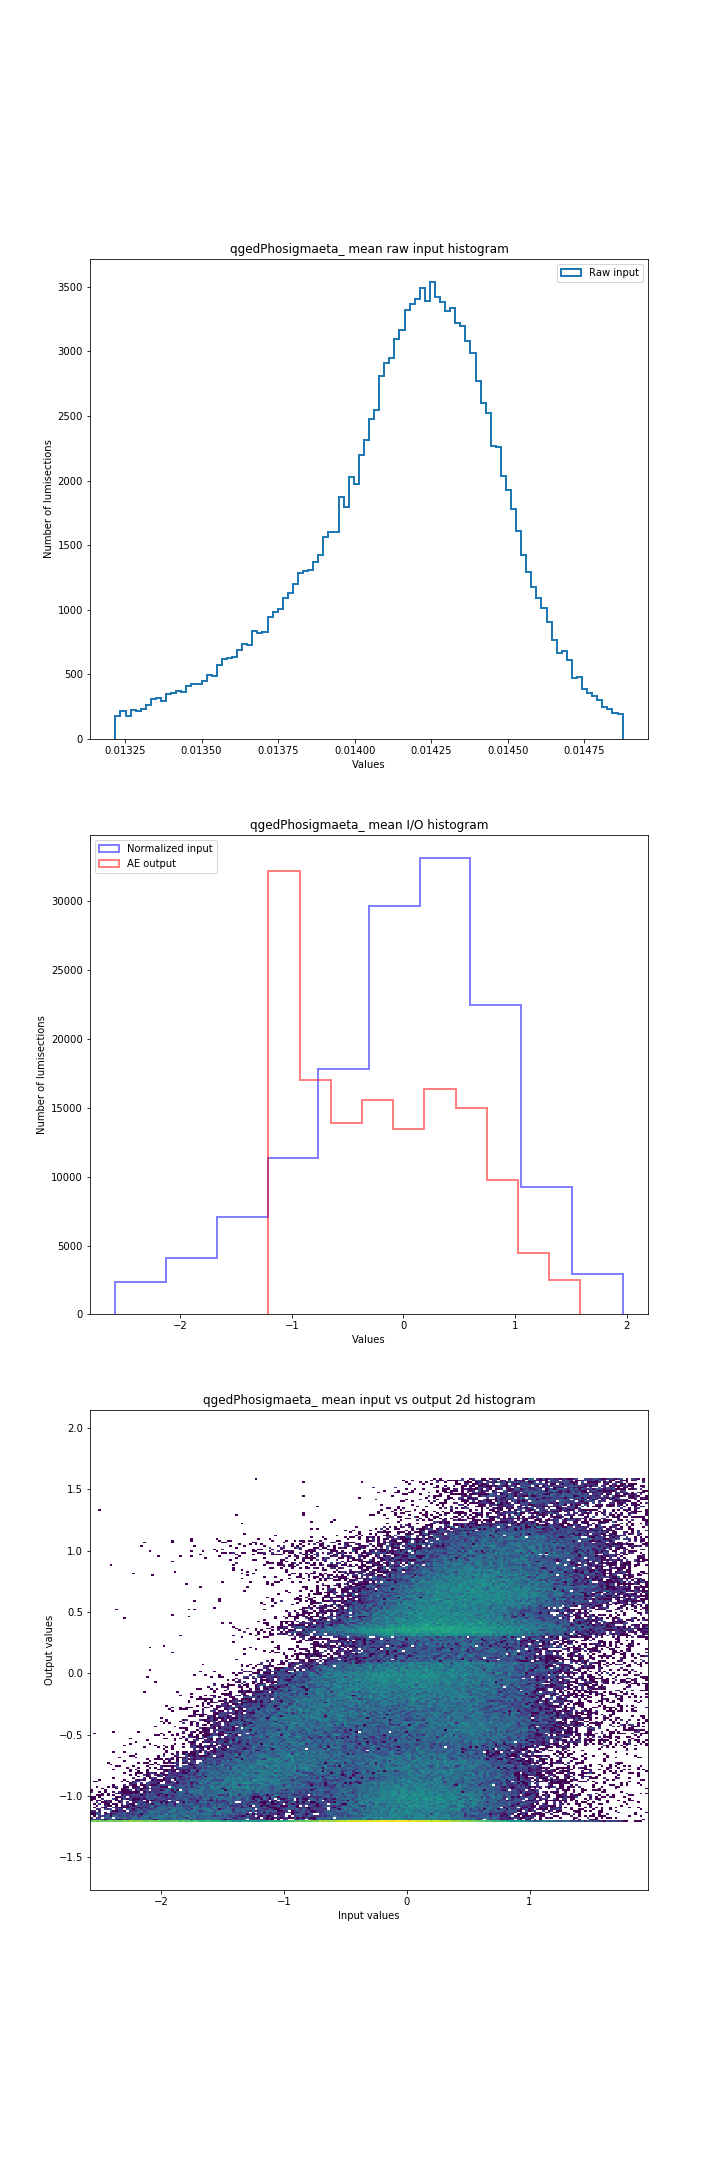 qgedPhosigmaeta_ mean raw input histogram
Raw input
3500
3000
2500
2000
1500
1000
500
0
Number of lumisections
0.01325 0.01350 0.01375 0.01400 0.01425 0.01450 0.01475
Values
qgedPhosigmaeta_ mean I/O histogram
Normalized input
AE output
30000
25000
20000
15000
10000
5000
0
Number of lumisections
−2 −1 0 1 2
Values
qgedPhosigmaeta_ mean input vs output 2d histogram
2.0
1.5
1.0
0.5
0.0
−0.5
−1.0
−1.5
Output values
−2 −1 0 1
Input values